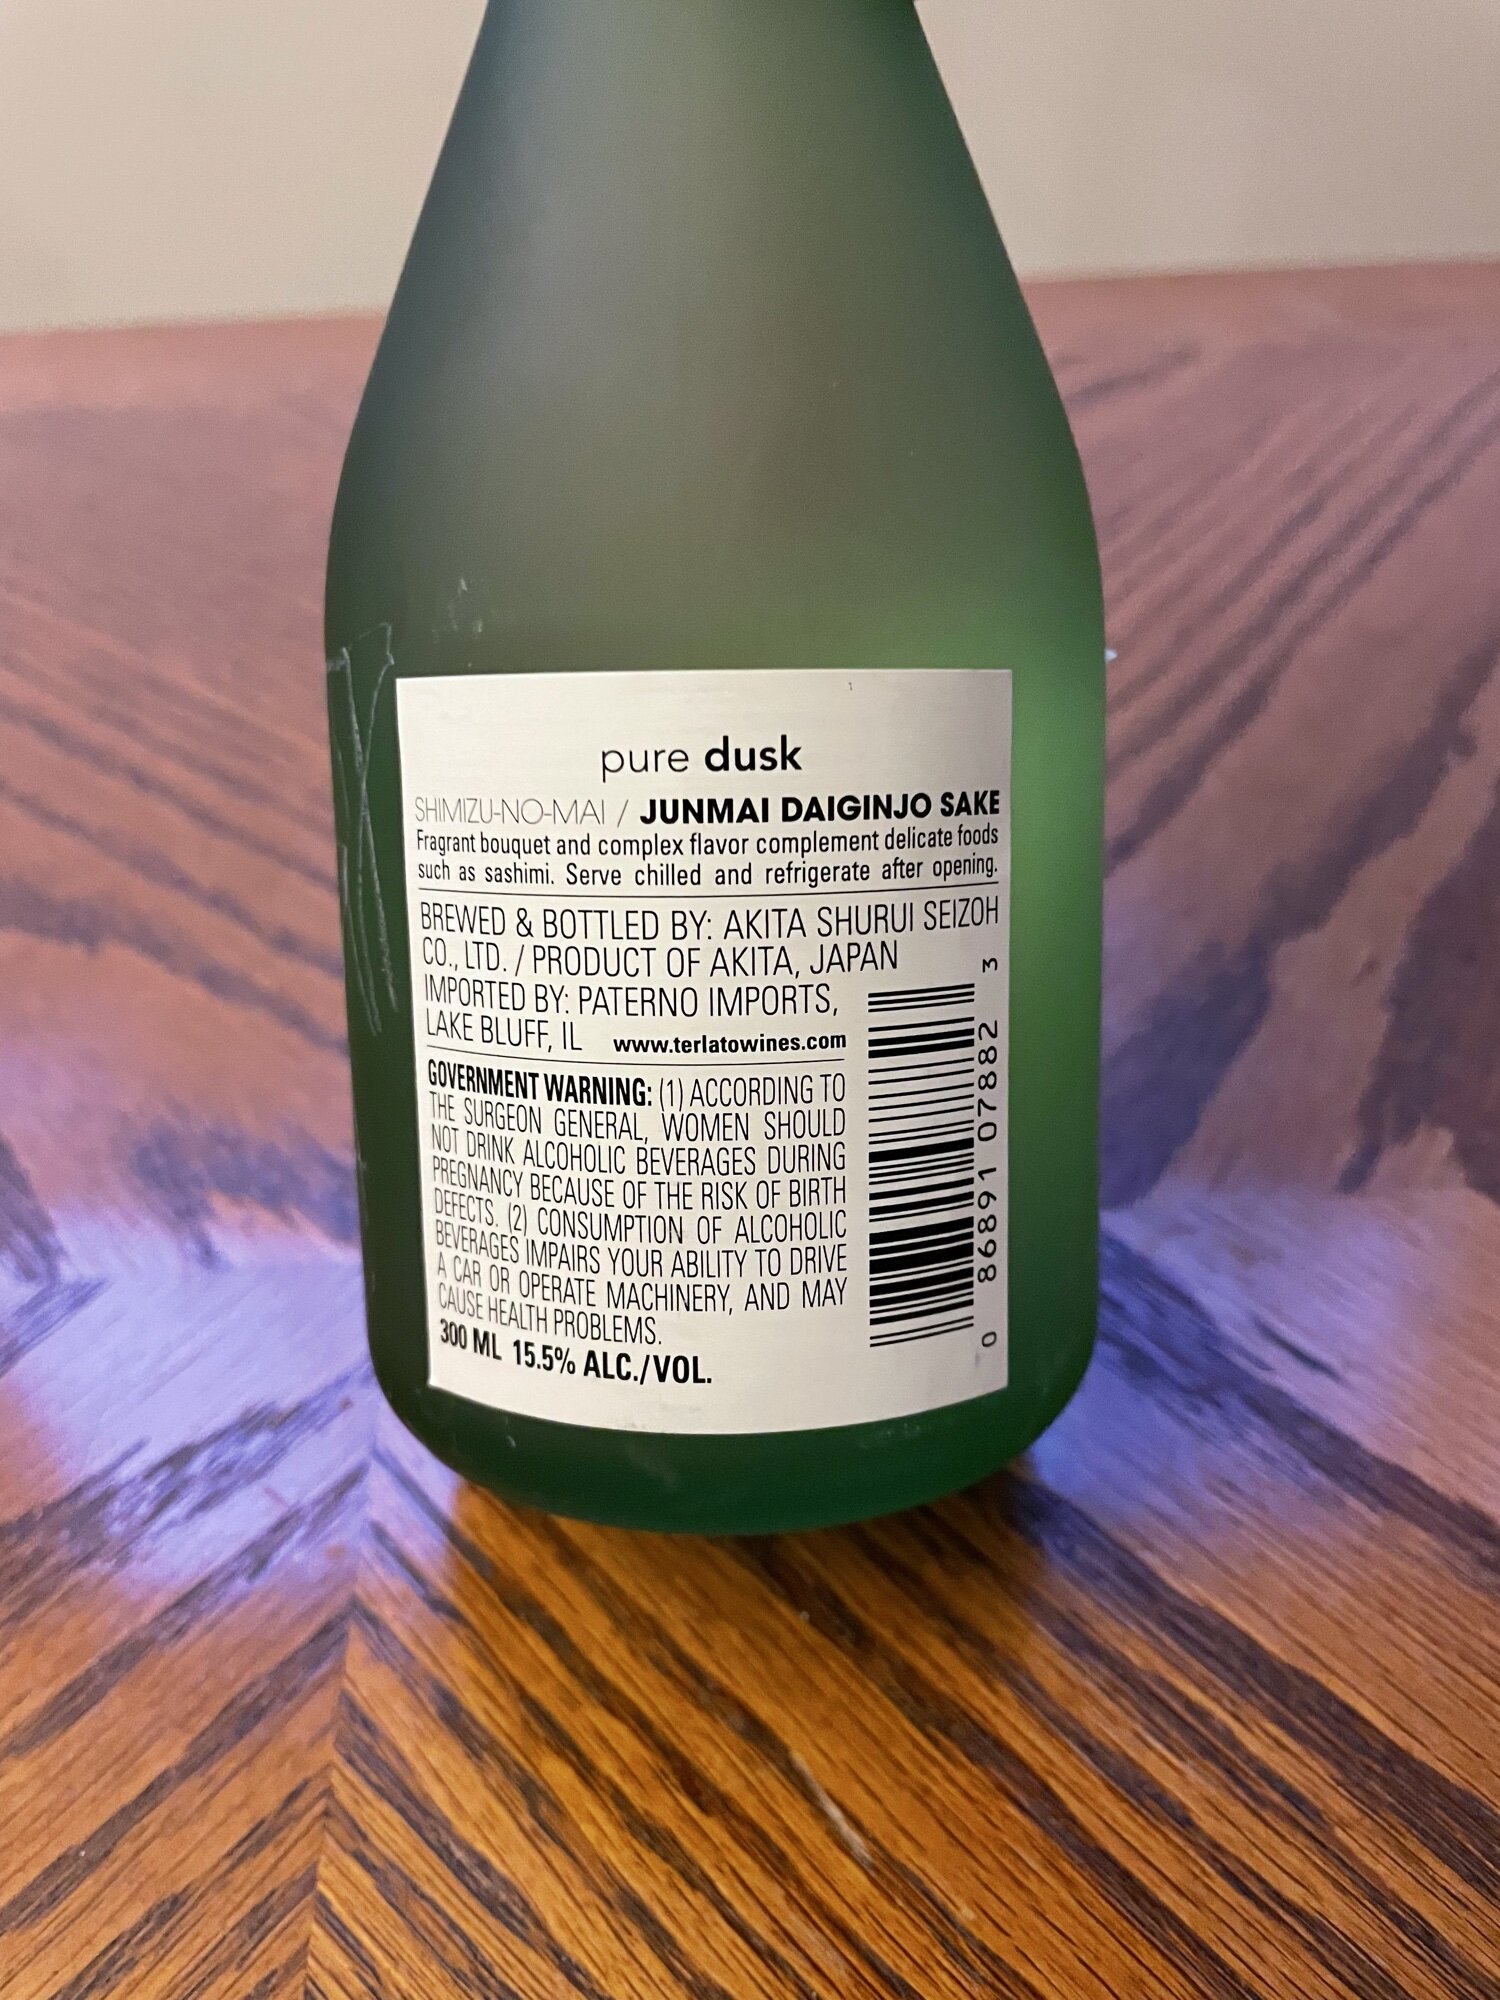 pure dusk
SHIMIZU-NO-MAI / JUNMAI DAIGINJO SAKE
Fragrant bouquet and complex flavor complement delicate foods
such as sashimi. Serve chilled and refrigerate after opening.
BREWED & BOTTLED BY: AKITA SHURUI SEIZOH
CO., LTD. / PRODUCT OF AKITA, JAPAN
IMPORTED BY: PATERNO IMPORTS,
LAKE BLUFF, IL www.terlatowines.com
GOVERNMENT WARNING: (1) ACCORDING TO
THE SURGEON GENERAL, WOMEN SHOULD
NOT DRINK ALCOHOLIC BEVERAGES DURING
PREGNANCY BECAUSE OF THE RISK OF BIRTH
DEFECTS. (2) CONSUMPTION OF ALCOHOLIC
BEVERAGES IMPAIRS YOUR ABILITY TO DRIVE
A CAR OR OPERATE MACHINERY, AND MAY
CAUSE HEALTH PROBLEMS.
300 ML 15.5% ALC./VOL.
0 86891 07882 3